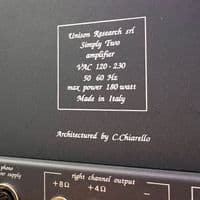 Unison Research srl
Simply Two
amplifier
VAC 120 - 230
50 60 Hz
max power 180 watt
Made in Italy
Architectured by C.Chiarello
phono
right channel output
+8Ω
+4Ω
−